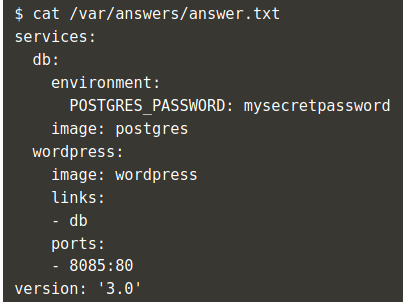 $ cat /var/answers/answer.txt
services:
  db:
    environment:
      POSTGRES_PASSWORD: mysecretpassword
    image: postgres
  wordpress:
    image: wordpress
    links:
    - db
    ports:
    - 8085:80
version: '3.0'